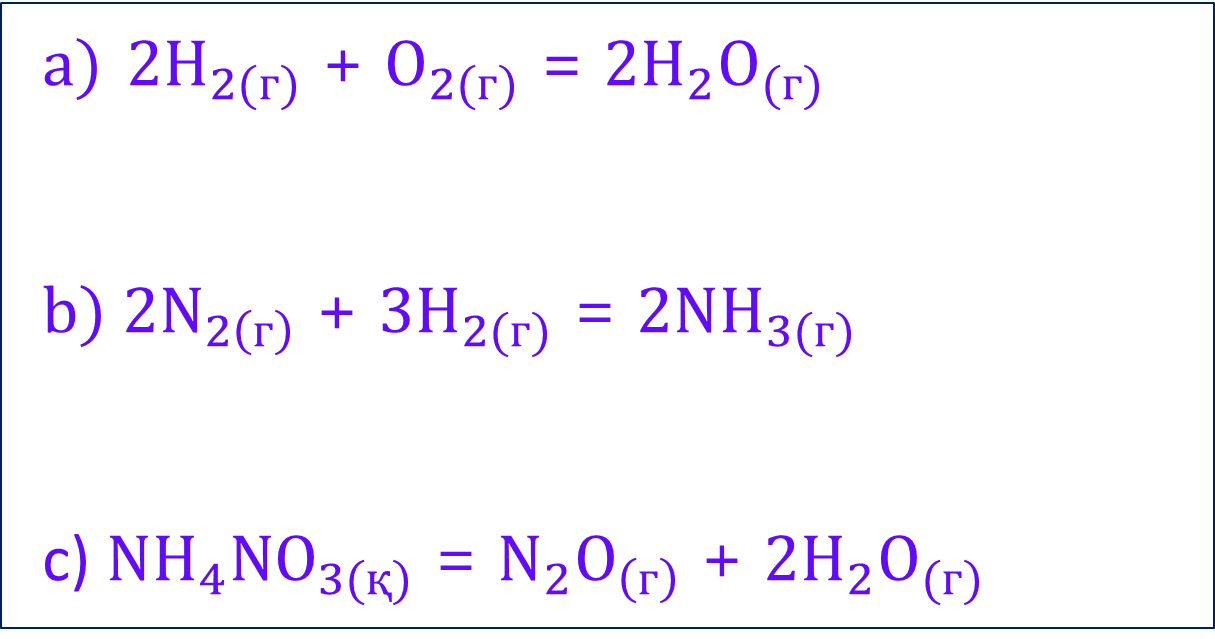 a) 2H₂₍г₎ + O₂₍г₎ = 2H₂O₍г₎
b) 2N₂₍г₎ + 3H₂₍г₎ = 2NH₃₍г₎
c) NH₄NO₃₍қ₎ = N₂O₍г₎ + 2H₂O₍г₎